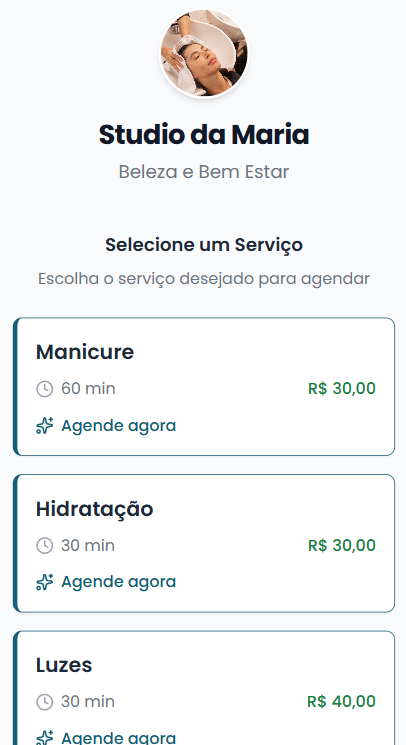 Studio da Maria
Beleza e Bem Estar
Selecione um Serviço
Escolha o serviço desejado para agendar
Manicure
60 min R$ 30,00
Agende agora
Hidratação
30 min R$ 30,00
Agende agora
Luzes
30 min R$ 40,00
Agende agora